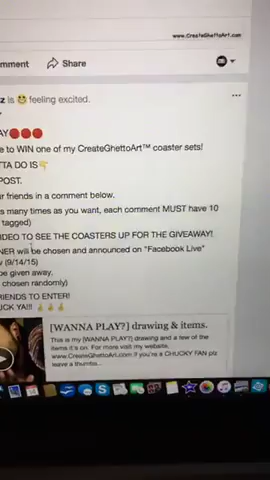 www.CreateGhettoArt.com
mment Share
z is 😄 feeling excited.
AY🔴🔴🔴
e to WIN one of my CreateGhettoArt™ coaster sets!
TTA DO IS👇
POST.
ur friends in a comment below.
s many times as you want, each comment MUST have 10
tagged)
IDEO TO SEE THE COASTERS UP FOR THE GIVEAWAY!
NER will be chosen and announced on "Facebook Live"
(9/14/15)
be given away.
chosen randomly)
RIENDS TO ENTER!
UCK YA!!!
[WANNA PLAY?] drawing & items.
This is my [WANNA PLAY?] drawing and a few of the
items it's on. For more visit my website.
www.CreateGhettoArt.com if you're a CHUCKY FAN plz
leave a thumbs...